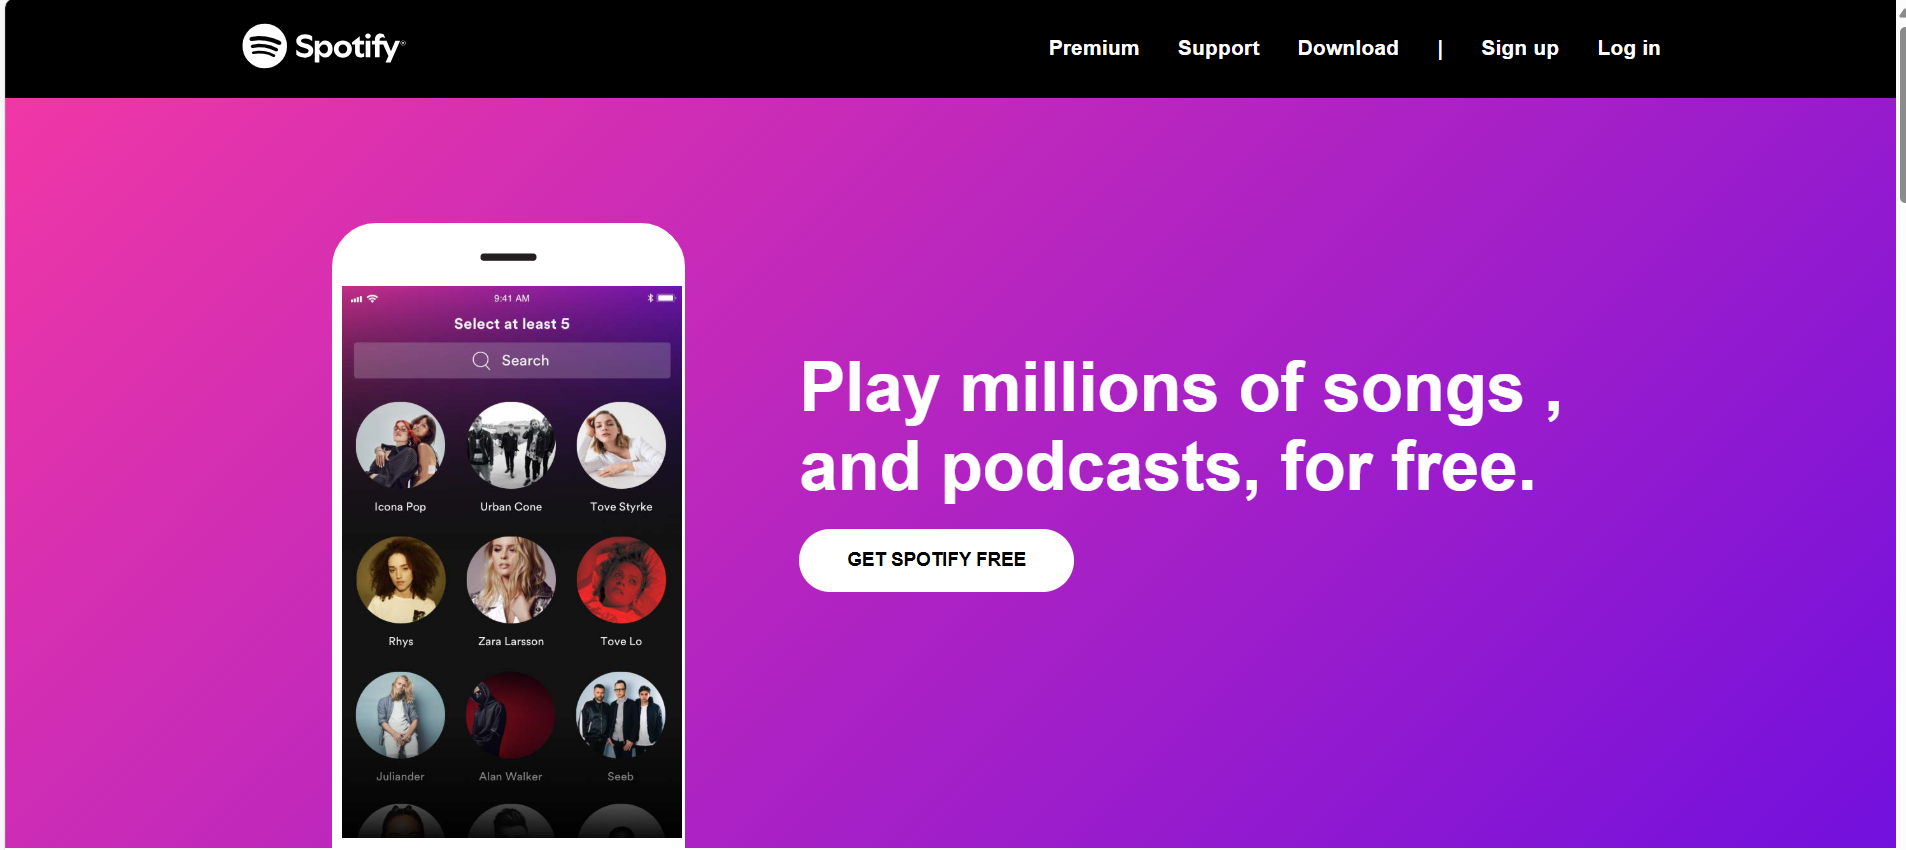 Spotify®
Premium Support Download | Sign up Log in
9:41 AM
Select at least 5
Search
Icona Pop Urban Cone Tove Styrke
Rhys Zara Larsson Tove Lo
Juliander Alan Walker Seeb
Play millions of songs ,
and podcasts, for free.
GET SPOTIFY FREE